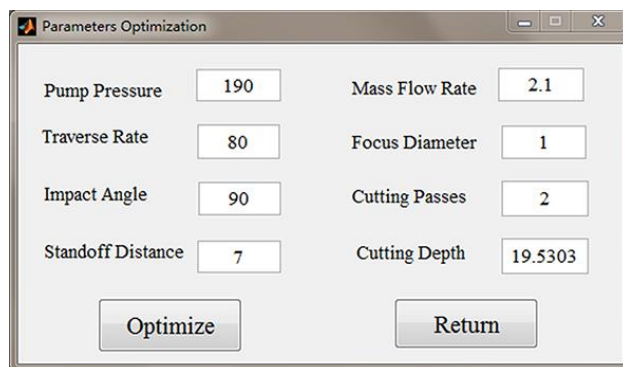 Parameters Optimization
Pump Pressure 190 Mass Flow Rate 2.1
Traverse Rate 80 Focus Diameter 1
Impact Angle 90 Cutting Passes 2
Standoff Distance 7 Cutting Depth 19.5303
Optimize Return